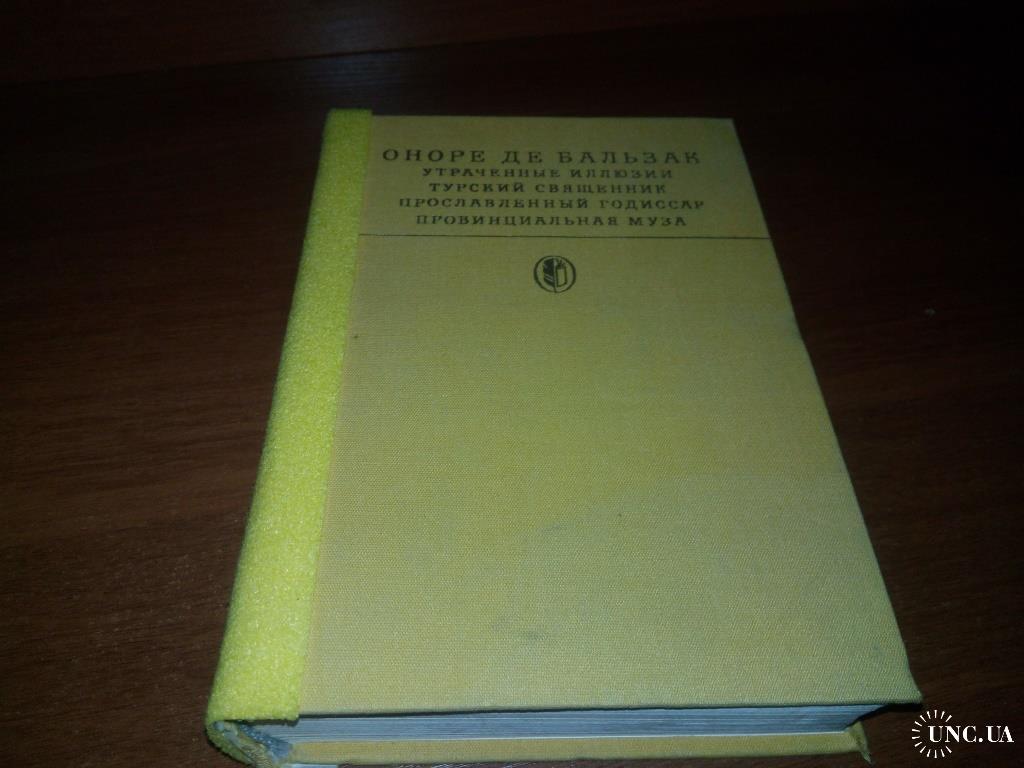 ОНОРЕ ДЕ БАЛЬЗАК
УТРАЧЕННЫЕ ИЛЛЮЗИИ
ТУРСКИЙ СВЯЩЕННИК
ПРОСЛАВЛЕННЫЙ ГОДИССАР
ПРОВИНЦИАЛЬНАЯ МУЗА
UNC.UA